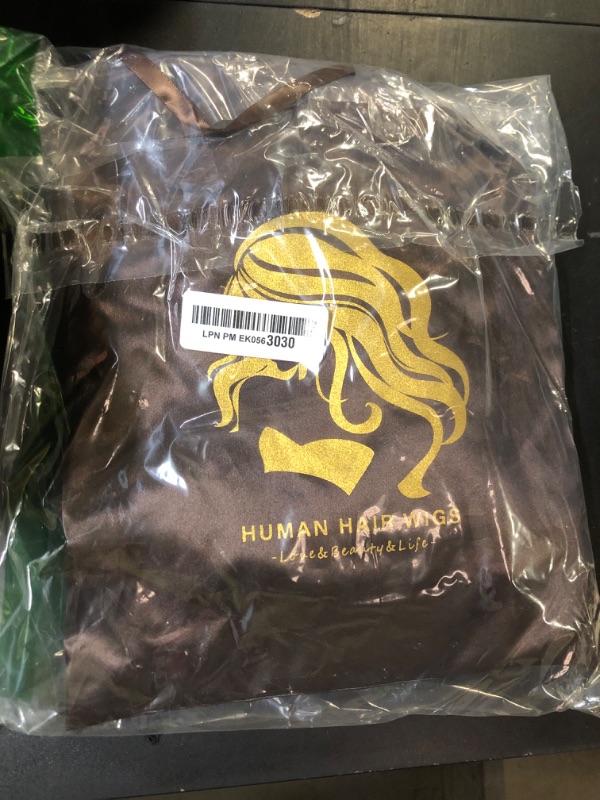 LPN PM EK0563030
HUMAN HAIR WIGS
-Love&Beauty&Life-